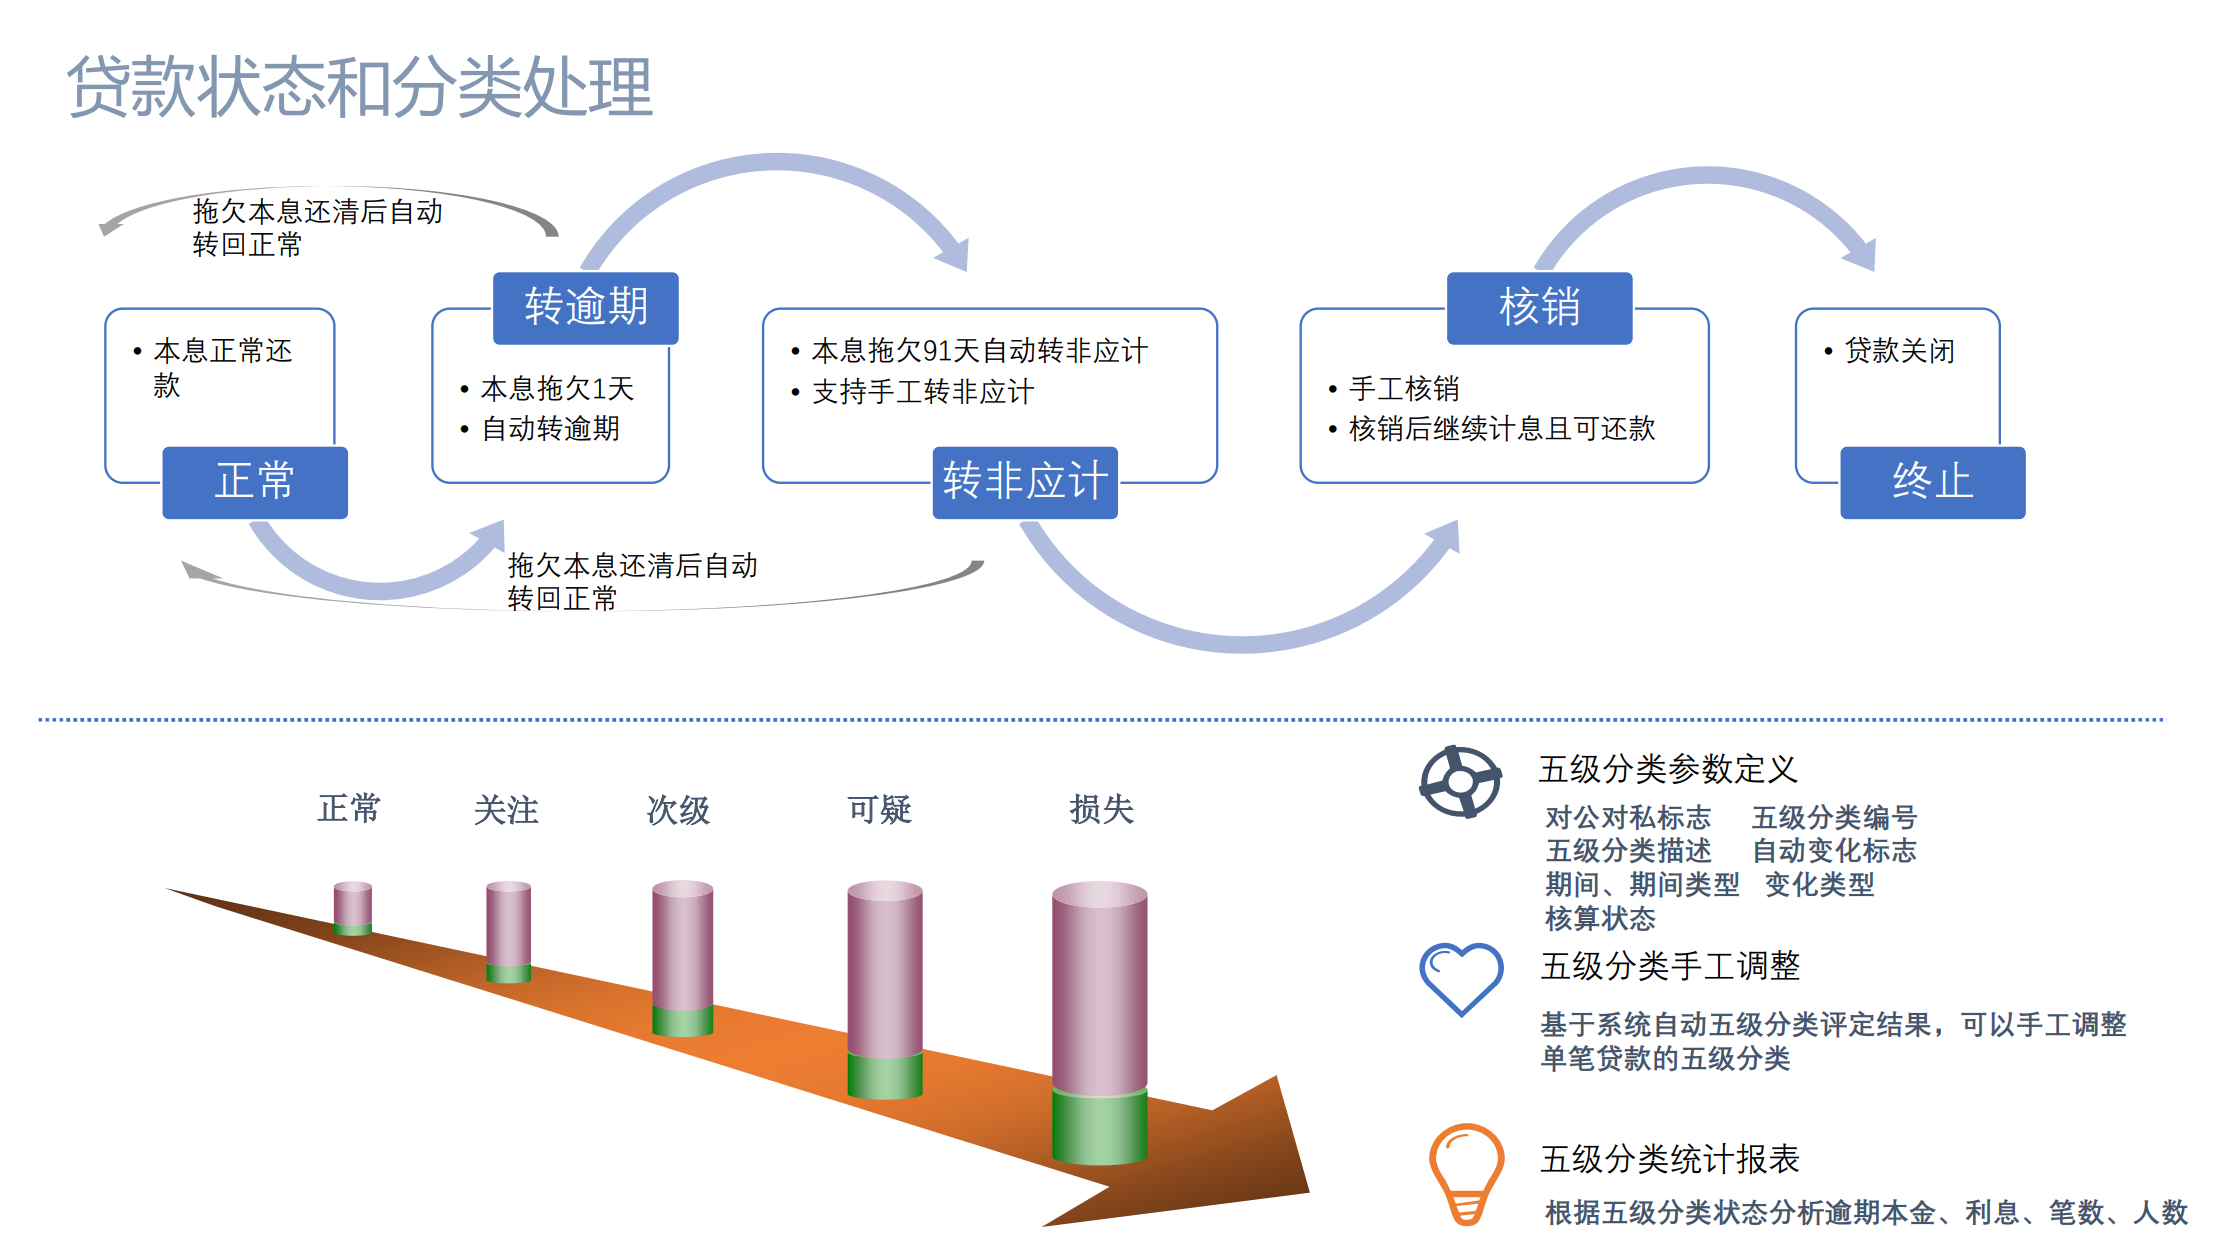 贷款状态和分类处理
拖欠本息还清后自动
转回正常
• 本息正常还
款
正常
转逾期
• 本息拖欠1天
• 自动转逾期
• 本息拖欠91天自动转非应计
• 支持手工转非应计
转非应计
核销
• 手工核销
• 核销后继续计息且可还款
• 贷款关闭
终止
拖欠本息还清后自动
转回正常
正常
关注
次级
可疑
损失
五级分类参数定义
对公对私标志 五级分类编号
五级分类描述 自动变化标志
期间、期间类型 变化类型
核算状态
五级分类手工调整
基于系统自动五级分类评定结果，可以手工调整
单笔贷款的五级分类
五级分类统计报表
根据五级分类状态分析逾期本金、利息、笔数、人数